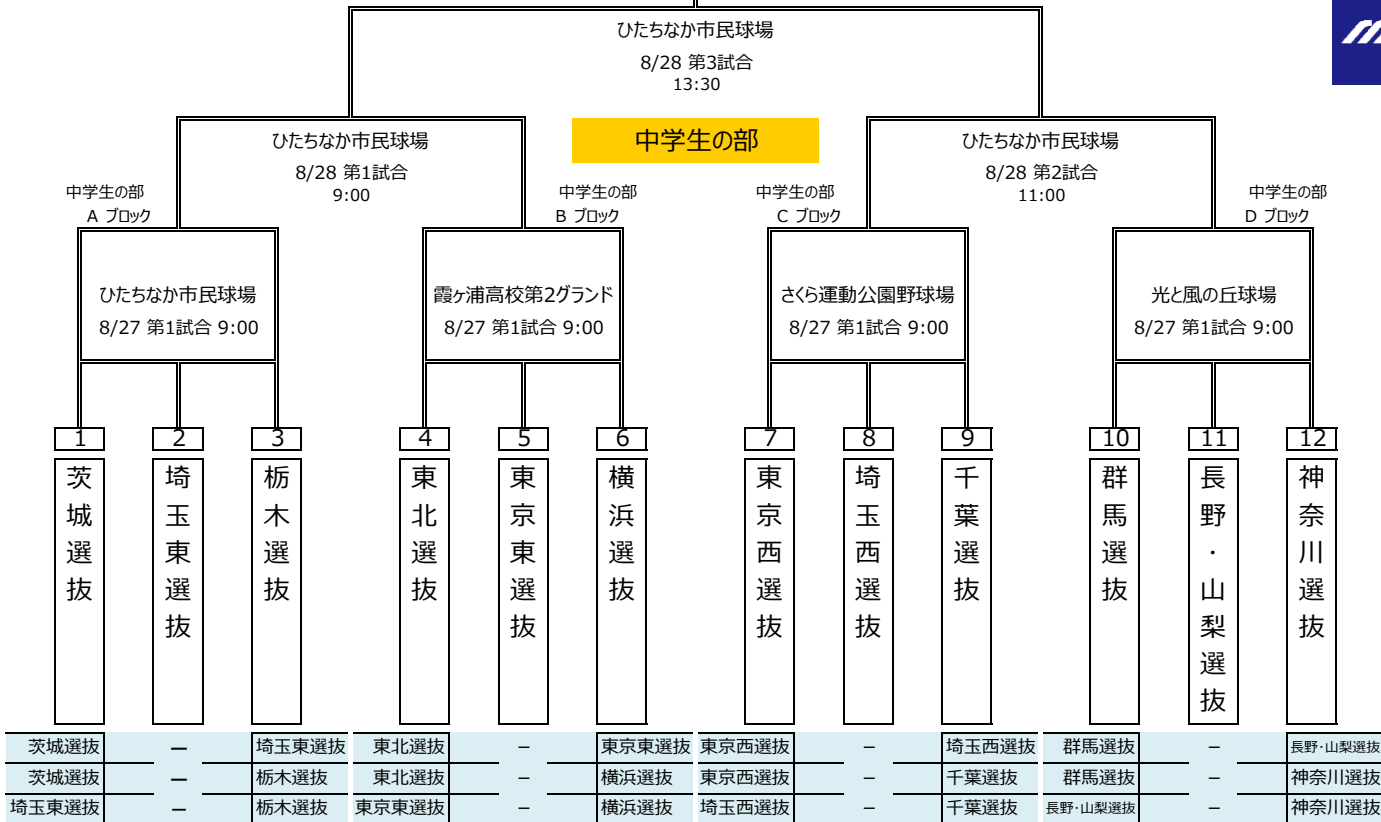 ひたちなか市民球場
8/28 第3試合
13:30
中学生の部
ひたちなか市民球場
8/28 第1試合
9:00
ひたちなか市民球場
8/28 第2試合
11:00
中学生の部
A ブロック
中学生の部
B ブロック
中学生の部
C ブロック
中学生の部
D ブロック
ひたちなか市民球場
8/27 第1試合 9:00
霞ヶ浦高校第2グランド
8/27 第1試合 9:00
さくら運動公園野球場
8/27 第1試合 9:00
光と風の丘球場
8/27 第1試合 9:00
1 2 3 4 5 6 7 8 9 10 11 12
茨城選抜
埼玉東選抜
栃木選抜
東北選抜
東京東選抜
横浜選抜
東京西選抜
埼玉西選抜
千葉選抜
群馬選抜
長野・山梨選抜
神奈川選抜
茨城選抜 － 埼玉東選抜 東北選抜 － 東京東選抜 東京西選抜 － 埼玉西選抜 群馬選抜 － 長野・山梨選抜
茨城選抜 － 栃木選抜 東北選抜 － 横浜選抜 東京西選抜 － 千葉選抜 群馬選抜 － 神奈川選抜
埼玉東選抜 － 栃木選抜 東京東選抜 － 横浜選抜 埼玉西選抜 － 千葉選抜 長野・山梨選抜 － 神奈川選抜